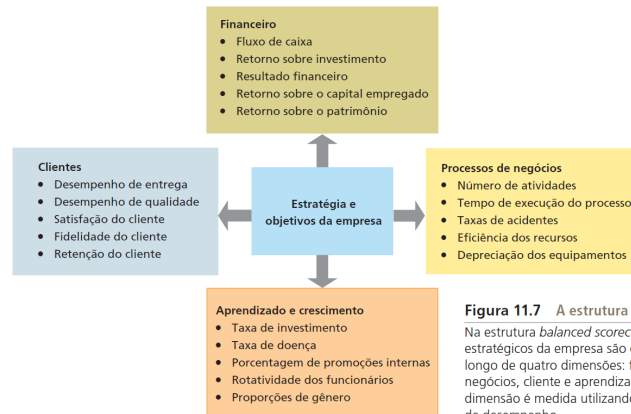 Financeiro
• Fluxo de caixa
• Retorno sobre investimento
• Resultado financeiro
• Retorno sobre o capital empregado
• Retorno sobre o patrimônio
Clientes
• Desempenho de entrega
• Desempenho de qualidade
• Satisfação do cliente
• Fidelidade do cliente
• Retenção do cliente
Estratégia e
objetivos da empresa
Processos de negócios
• Número de atividades
• Tempo de execução do processo
• Taxas de acidentes
• Eficiência dos recursos
• Depreciação dos equipamentos
Aprendizado e crescimento
• Taxa de investimento
• Taxa de doença
• Porcentagem de promoções internas
• Rotatividade dos funcionários
• Proporções de gênero
Figura 11.7 A estrutura
Na estrutura balanced scorec
estratégicos da empresa são
longo de quatro dimensões:
negócios, cliente e aprendiza
dimensão é medida utilizando